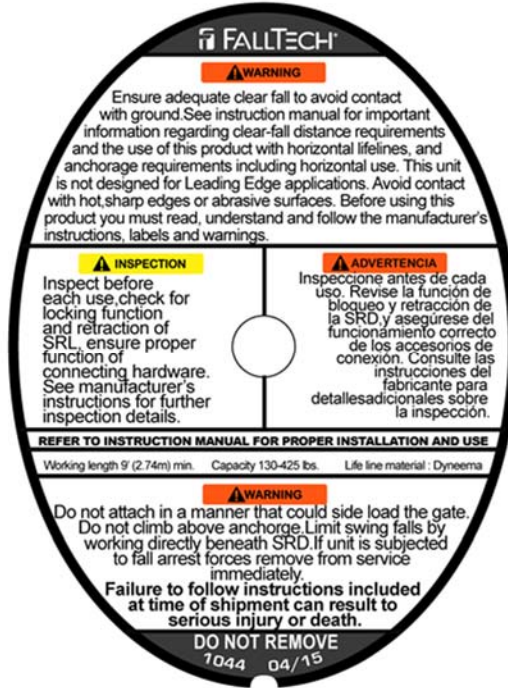 FALLTECH®
WARNING
Ensure adequate clear fall to avoid contact
with ground.See instruction manual for important
information regarding clear-fall distance requirements
and the use of this product with horizontal lifelines, and
anchorage requirements including horizontal use. This unit
is not designed for Leading Edge applications. Avoid contact
with hot,sharp edges or abrasive surfaces. Before using this
product you must read, understand and follow the manufacturer's
instructions, labels and warnings.
INSPECTION
Inspect before
each use,check for
locking function
and retraction of
SRL, ensure proper
function of
connecting hardware.
See manufacturer's
instructions for further
inspection details.
ADVERTENCIA
Inspeccione antes de cada
uso. Revise la función de
bloqueo y retracción de
la SRD,y asegúrese del
funcionamiento correcto
de los accesorios de
conexión. Consulte las
instrucciones del
fabricante para
detallesadicionales sobre
la inspección.
REFER TO INSTRUCTION MANUAL FOR PROPER INSTALLATION AND USE
Working length 9' (2.74m) min. Capacity 130-425 lbs. Life line material : Dyneema
WARNING
Do not attach in a manner that could side load the gate.
Do not climb above anchorge.Limit swing falls by
working directly beneath SRD.If unit is subjected
to fall arrest forces remove from service
immediately.
Failure to follow instructions included
at time of shipment can result to
serious injury or death.
DO NOT REMOVE
1044 04/15